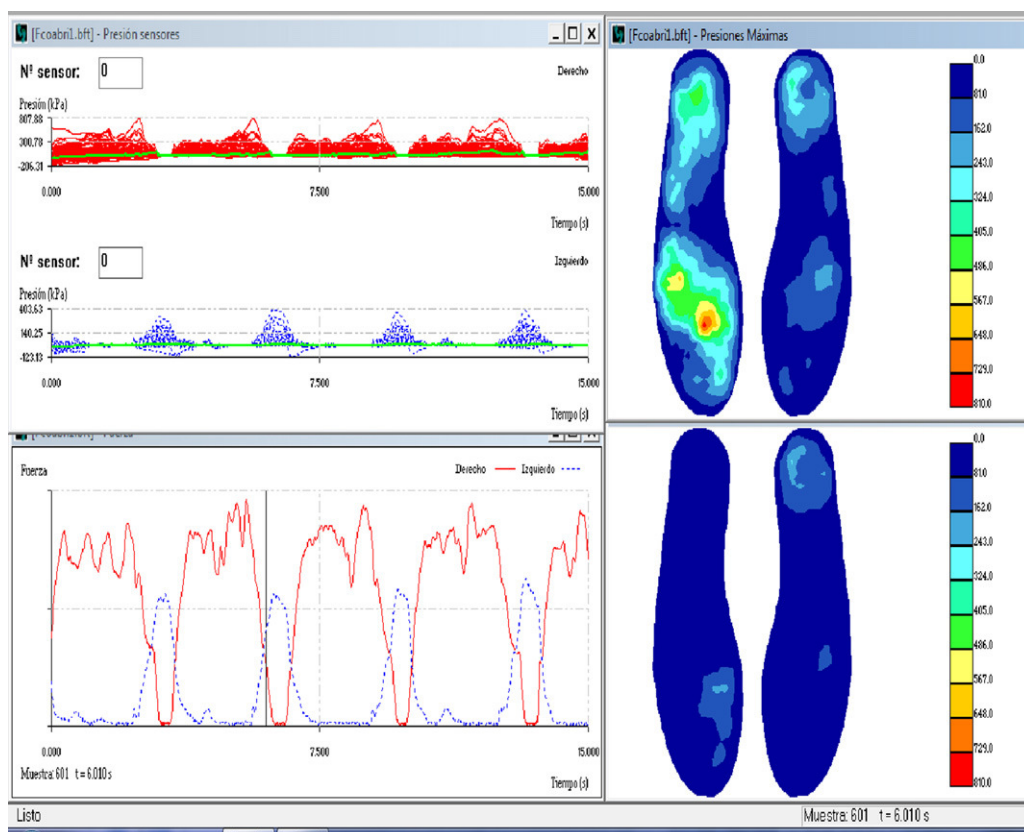 [Fcoabri1.bft] - Presión sensores
Nº sensor: 0
Derecho
Presión (kPa)
807.88
300.78
-206.31
0.000 7.500 15.000
Tiempo (s)
Nº sensor: 0
Izquierdo
Presión (kPa)
403.63
140.25
-123.13
0.000 7.500 15.000
Tiempo (s)
Fuerza
Derecho Izquierdo
0.000 7.500 15.000
Muestra: 601 t = 6.010 s
Tiempo (s)
[Fcoabri1.bft] - Presiones Máximas
0.0
81.0
162.0
243.0
324.0
405.0
486.0
567.0
648.0
729.0
810.0
0.0
81.0
162.0
243.0
324.0
405.0
486.0
567.0
648.0
729.0
810.0
Listo
Muestra: 601 t = 6.010 s